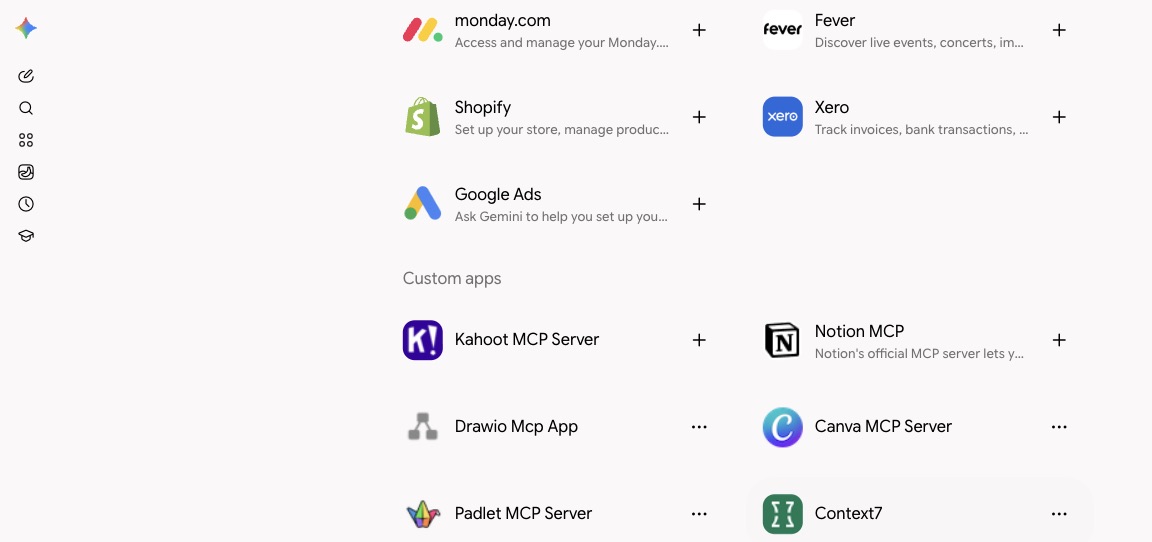 monday.com
Access and manage your Monday....
Fever
fever
Discover live events, concerts, im...
Shopify
Set up your store, manage produc...
Xero
xero
Track invoices, bank transactions, ...
Google Ads
Ask Gemini to help you set up you...
Custom apps
K!
Kahoot MCP Server
N
Notion MCP
Notion's official MCP server lets y...
Drawio Mcp App
C
Canva MCP Server
Padlet MCP Server
Context7